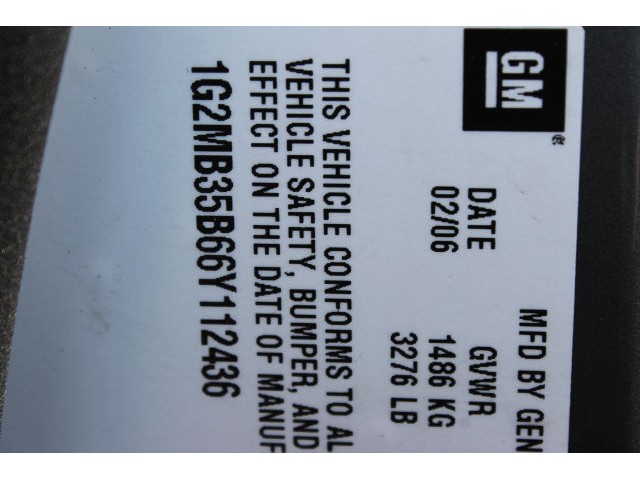 GM®
MFD BY GEN
DATE GVWR
02/06 1486 KG
3276 LB
THIS VEHICLE CONFORMS TO AL
VEHICLE SAFETY, BUMPER, AND
EFFECT ON THE DATE OF MANUF
1G2MB35B66Y112436